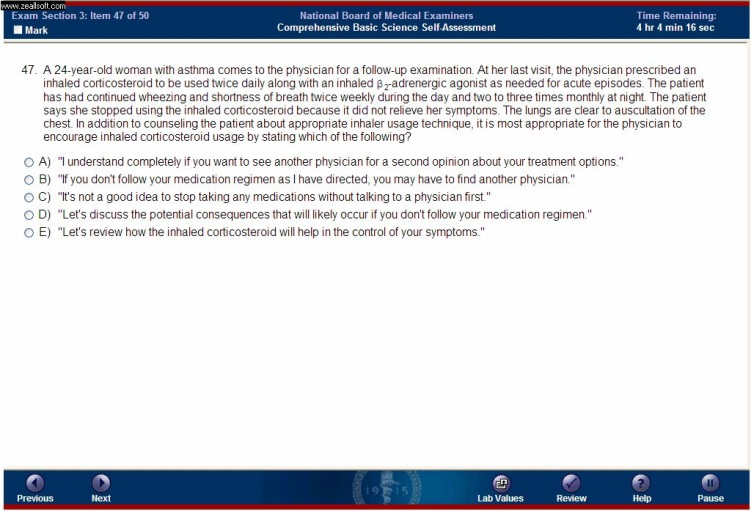 www.zeallsoft.com
Exam Section 3: Item 47 of 50
National Board of Medical Examiners
Time Remaining:
Mark
Comprehensive Basic Science Self-Assessment
4 hr 4 min 16 sec
47. A 24-year-old woman with asthma comes to the physician for a follow-up examination. At her last visit, the physician prescribed an
inhaled corticosteroid to be used twice daily along with an inhaled β2-adrenergic agonist as needed for acute episodes. The patient
has had continued wheezing and shortness of breath twice weekly during the day and two to three times monthly at night. The patient
says she stopped using the inhaled corticosteroid because it did not relieve her symptoms. The lungs are clear to auscultation of the
chest. In addition to counseling the patient about appropriate inhaler usage technique, it is most appropriate for the physician to
encourage inhaled corticosteroid usage by stating which of the following?
A) "I understand completely if you want to see another physician for a second opinion about your treatment options."
B) "If you don't follow your medication regimen as I have directed, you may have to find another physician."
C) "It's not a good idea to stop taking any medications without talking to a physician first."
D) "Let's discuss the potential consequences that will likely occur if you don't follow your medication regimen."
E) "Let's review how the inhaled corticosteroid will help in the control of your symptoms."
1915
Previous
Next
Lab Values
Review
Help
Pause